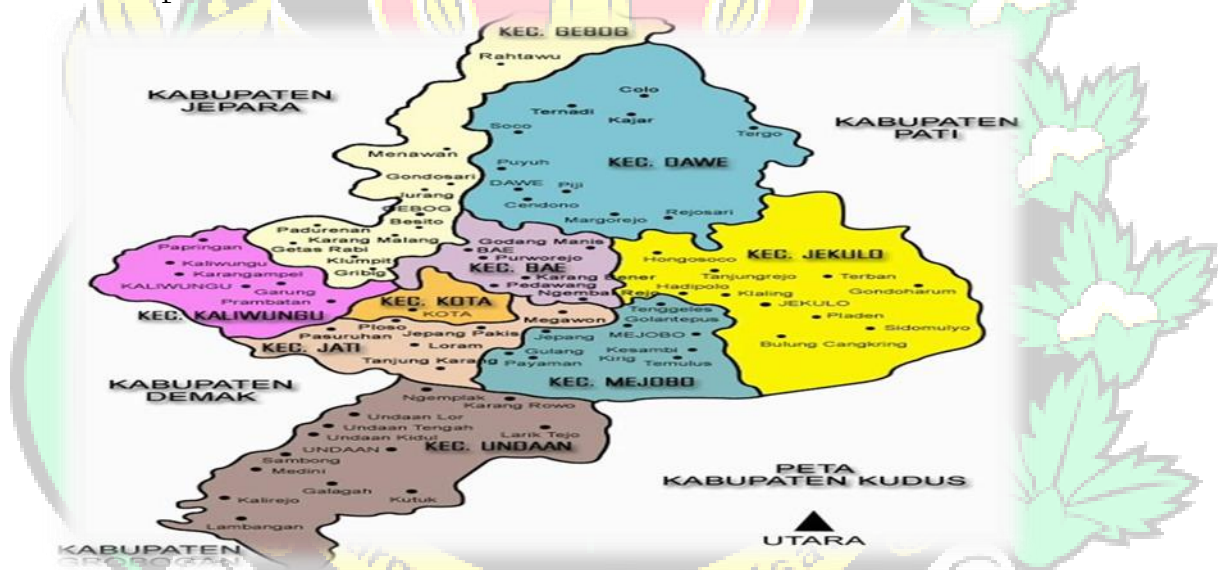 KEC. GEBOG
Rahtawu
KABUPATEN
JEPARA
Colo
Ternadi
Kajar
Soco
Tergo
KABUPATEN
PATI
Menawan
Puyuh
KEC. DAWE
Gondosari
DAWE
Piji
Jurang
Cendono
GEBOG
Besito
Margorejo
Rejosari
Padurenan
Karang Malang
Getas Rabi
Klumpit
Gribig
Papringan
Kaliwungu
Karangampel
KALIWUNGU
Garung
Prambatan
KEC. KALIWUNGU
Godang Manis
BAE
Purworejo
KEC. BAE
Karang Bener
Pedawang
Ngembal Rejo
Hongosoco
KEC. JEKULO
Tanjungrejo
Terban
Hadipolo
Klaling
Gondoharum
JEKULO
Pladen
Sidomulyo
Bulung Cangkring
KEC. KOTA
KOTA
Megawon
Tenggeles
Golantepus
Ploso
Pasuruhan
Jepang Pakis
KEC. JATI
Loram
Tanjung Karang
Jepang
MEJOBO
Gulang
Kesambi
Payaman
Kirig
Temulus
KEC. MEJOBO
KABUPATEN
DEMAK
Ngemplak
Karang Rowo
Undaan Lor
Undaan Tengah
Undaan Kidul
Larik Tejo
UNDAAN
KEC. UNDAAN
Sambong
Medini
Galagah
Kalirejo
Kutuk
Lambangan
PETA
KABUPATEN KUDUS
UTARA
KABUPATEN
GROBOGAN